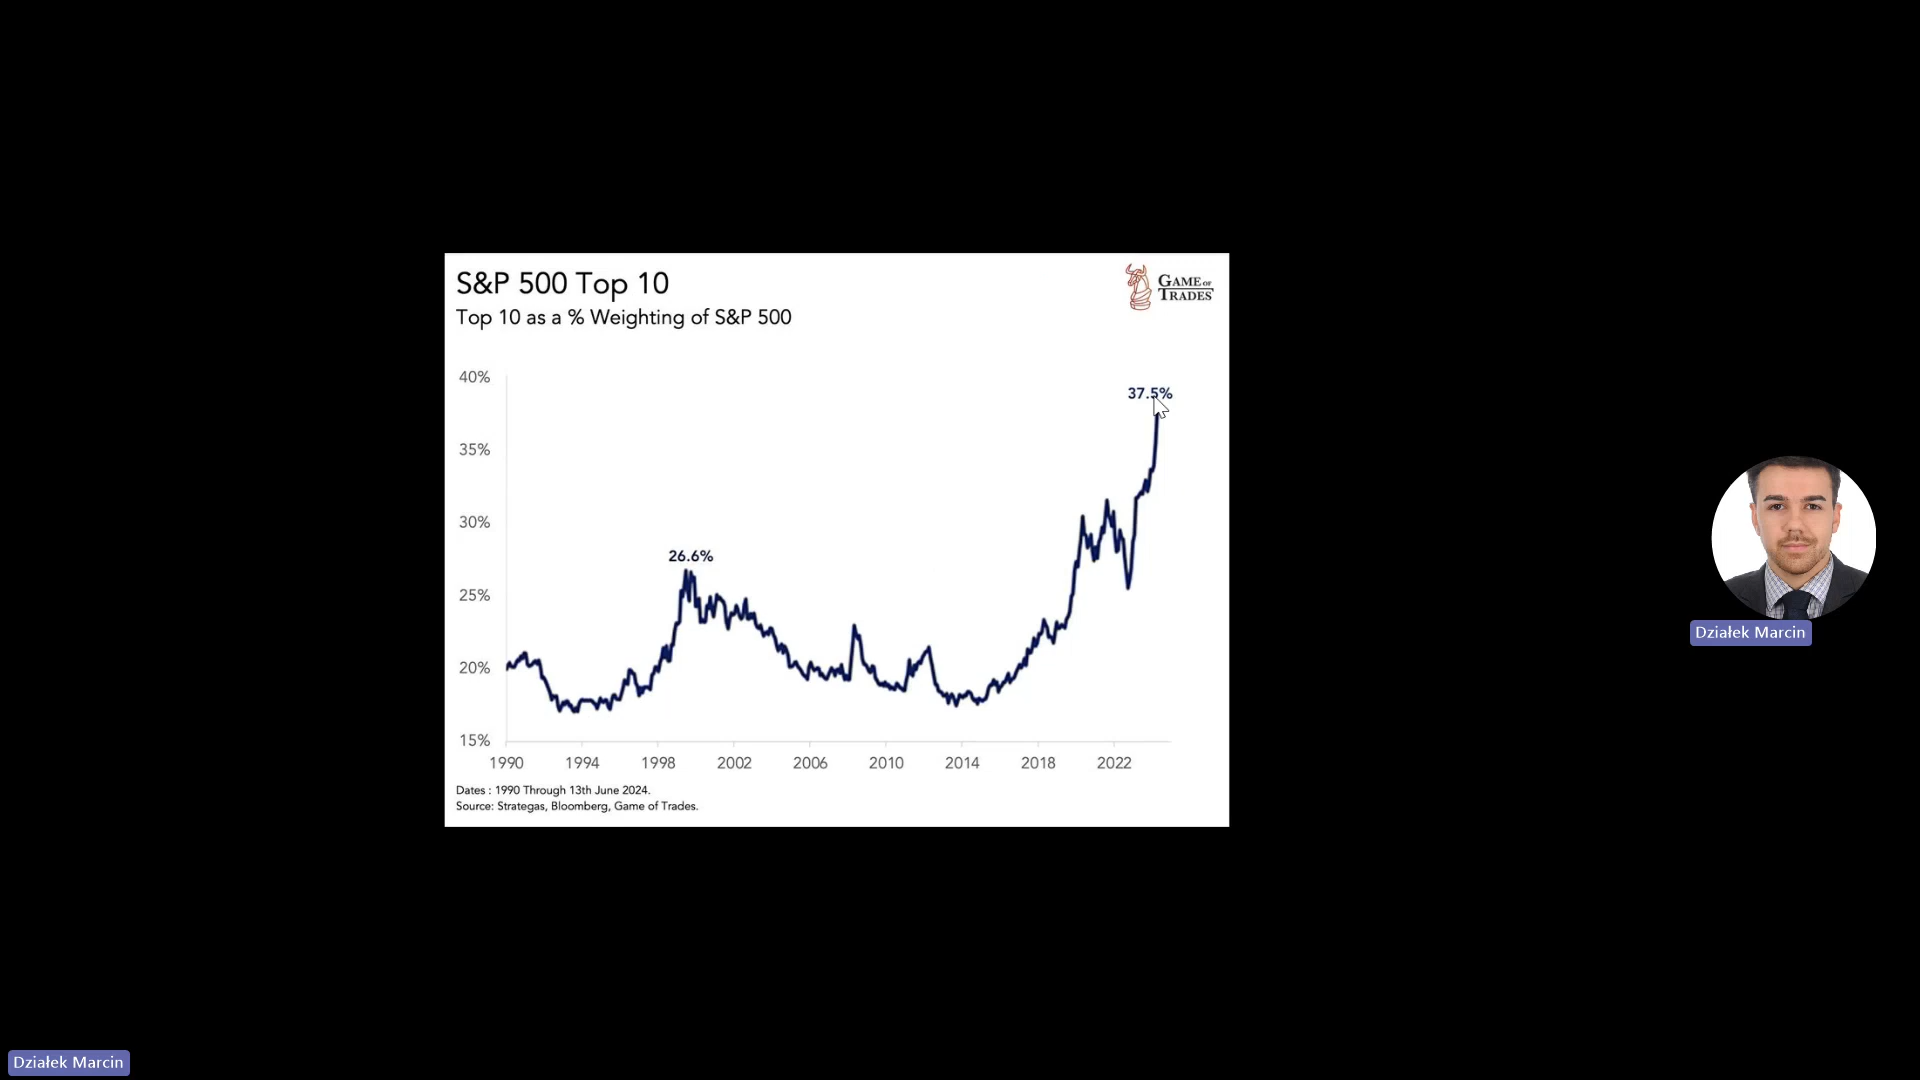 S&P 500 Top 10
Top 10 as a % Weighting of S&P 500
GAME OF
TRADES
40%
35%
30%
25%
20%
15%
37.5%
26.6%
1990 1994 1998 2002 2006 2010 2014 2018 2022
Dates : 1990 Through 13th June 2024.
Source: Strategas, Bloomberg, Game of Trades.
Działek Marcin
Działek Marcin